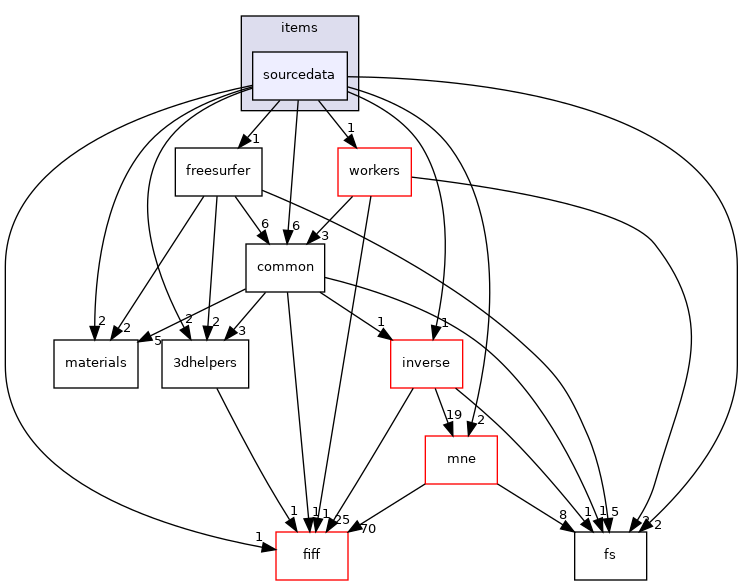 items
sourcedata
1
1
freesurfer
workers
6
6
3
common
2
2
5
2
2
3
1
1
materials
3dhelpers
inverse
19
2
mne
1
1
1
1
25
70
8
1
1
5
2
fiff
fs